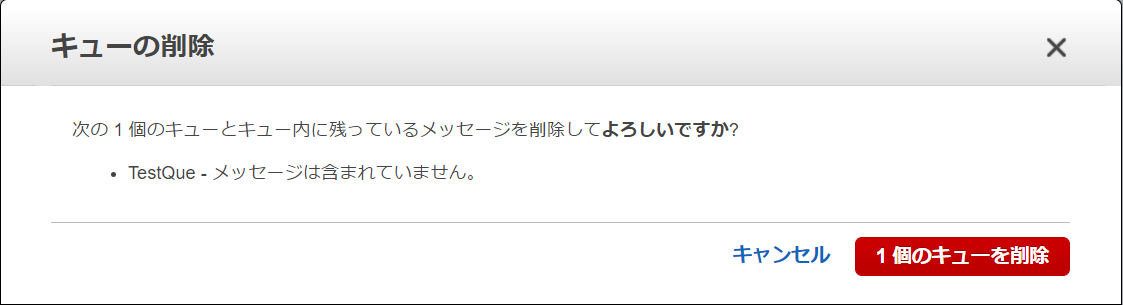 キューの削除
次の 1 個のキューとキュー内に残っているメッセージを削除してよろしいですか?
• TestQue - メッセージは含まれていません。
キャンセル 1 個のキューを削除